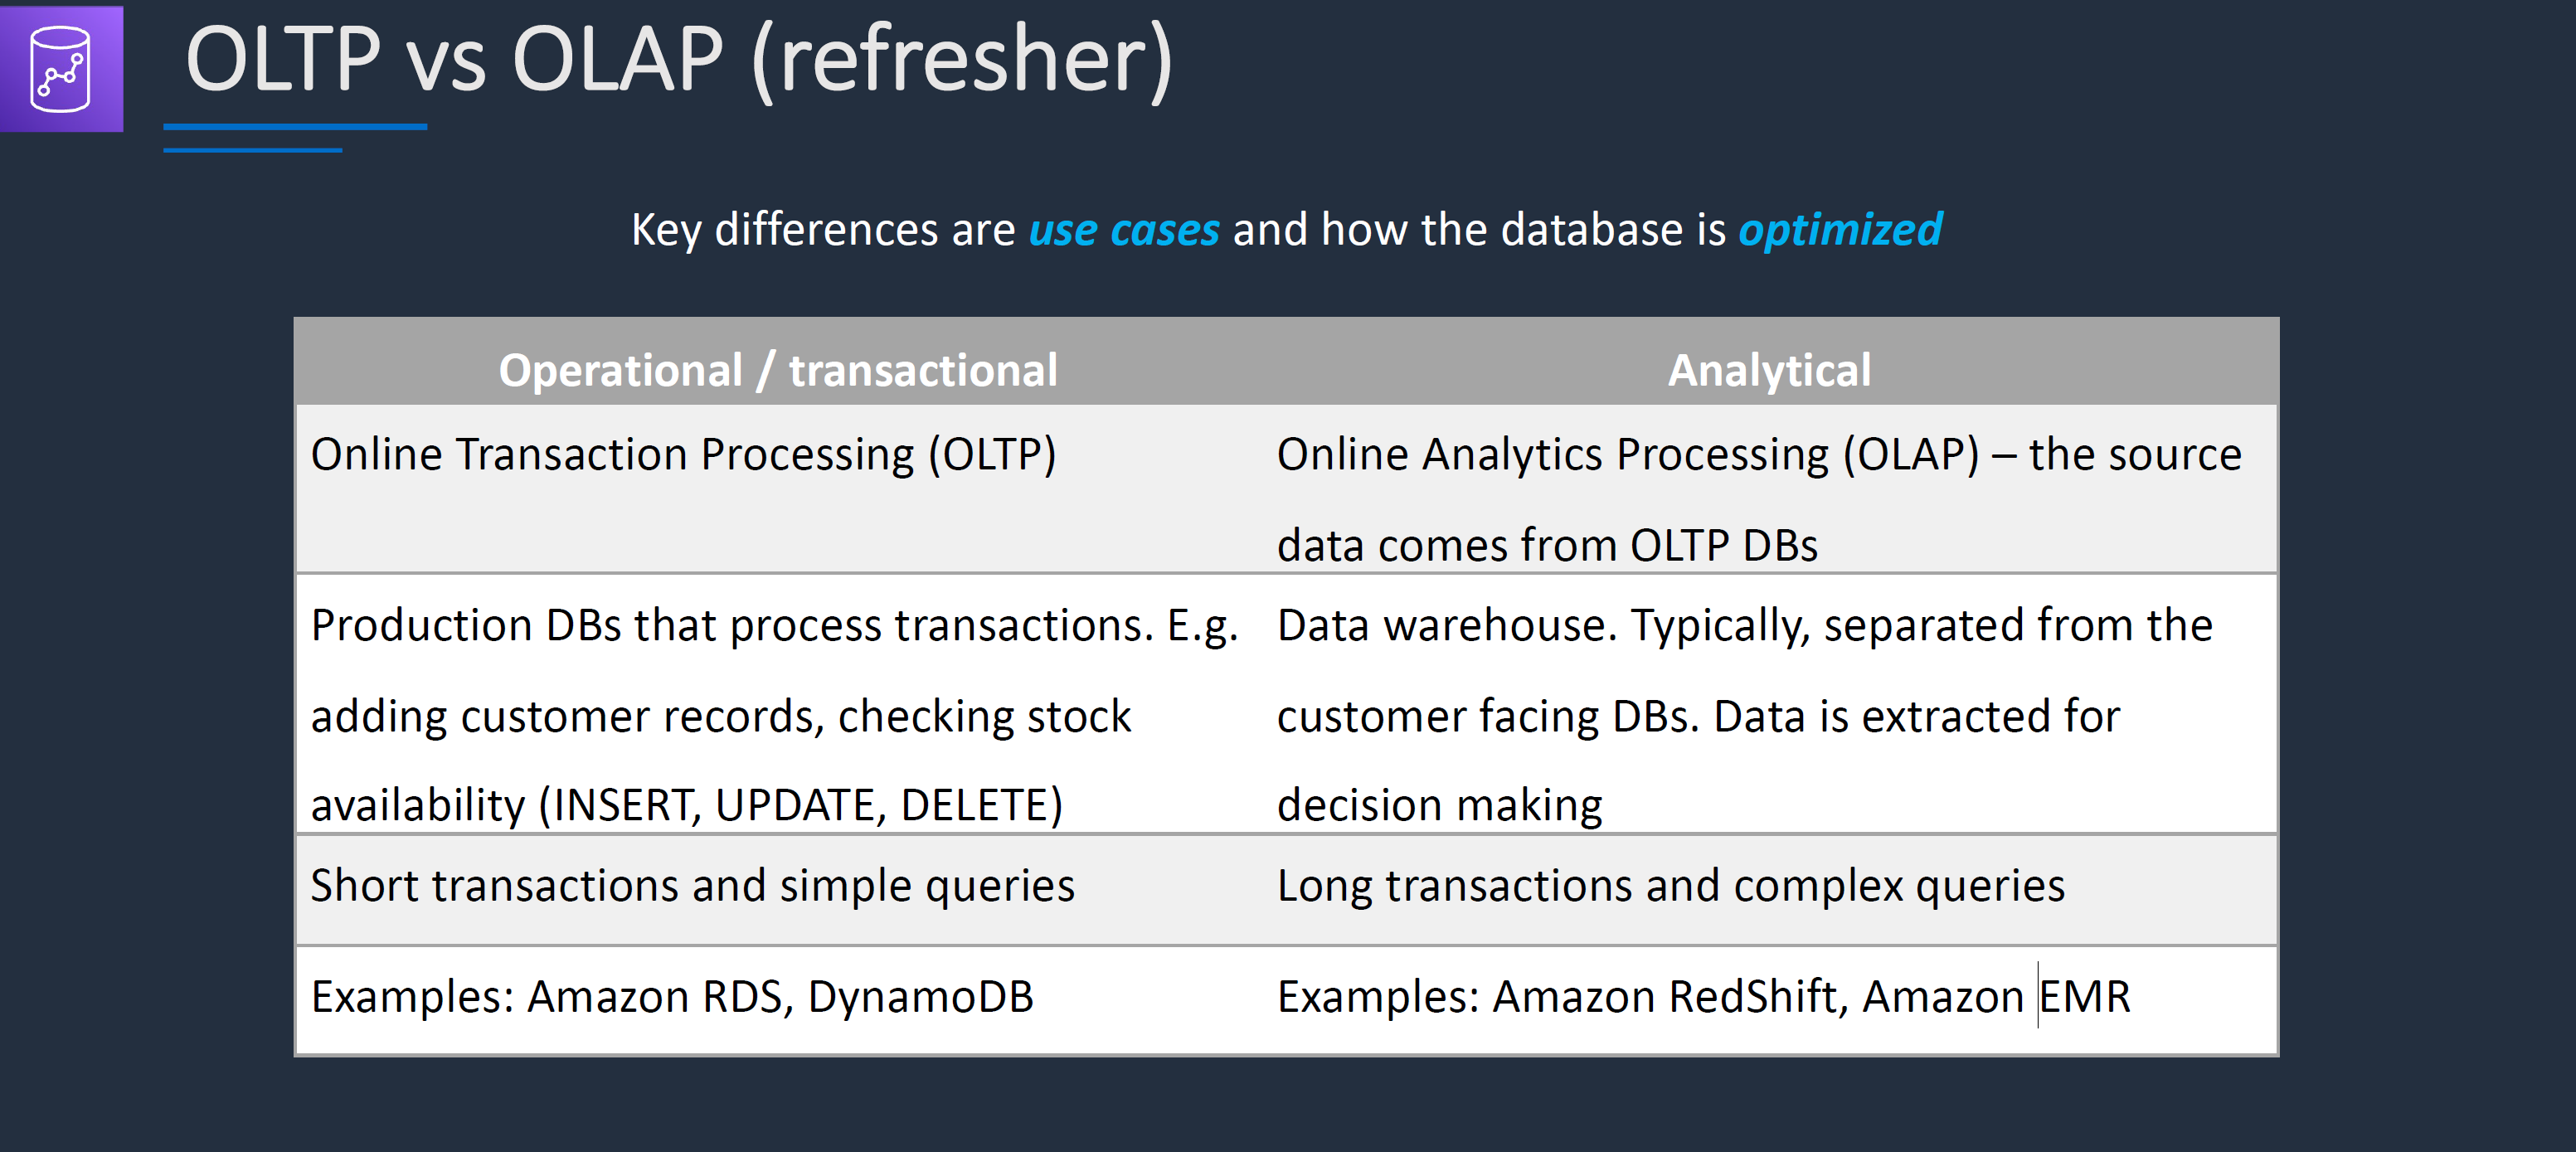 OLTP vs OLAP (refresher)
Key differences are use cases and how the database is optimized
Operational / transactional
Analytical
Online Transaction Processing (OLTP)
Online Analytics Processing (OLAP) – the source
data comes from OLTP DBs
Production DBs that process transactions. E.g.
adding customer records, checking stock
availability (INSERT, UPDATE, DELETE)
Data warehouse. Typically, separated from the
customer facing DBs. Data is extracted for
decision making
Short transactions and simple queries
Long transactions and complex queries
Examples: Amazon RDS, DynamoDB
Examples: Amazon RedShift, Amazon EMR